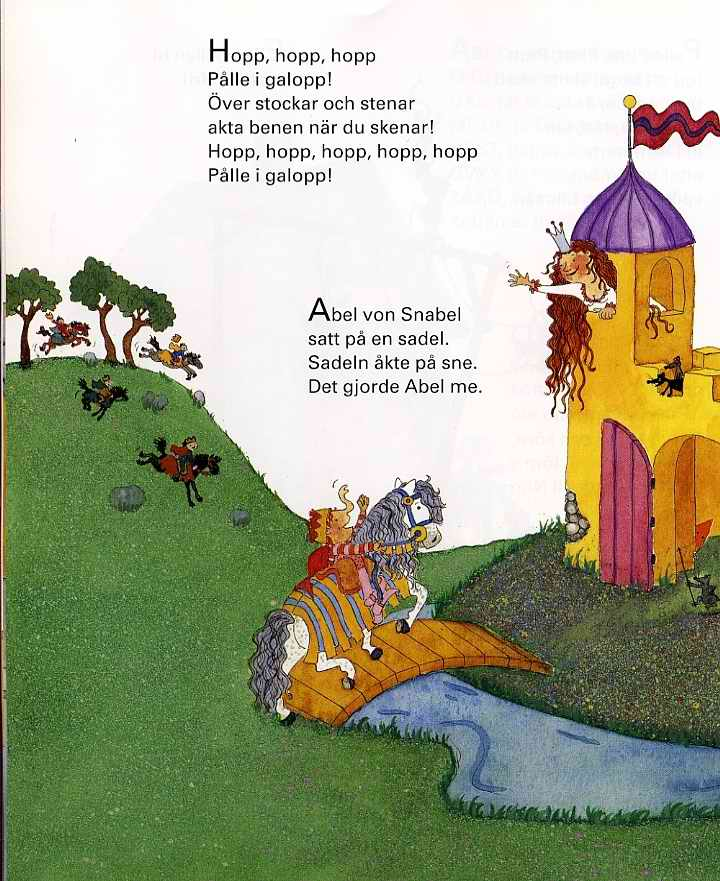 Hopp, hopp, hopp
Pålle i galopp!
Över stockar och stenar
akta benen när du skenar!
Hopp, hopp, hopp, hopp, hopp
Pålle i galopp!
Abel von Snabel
satt på en sadel.
Sadeln åkte på sne.
Det gjorde Abel me.